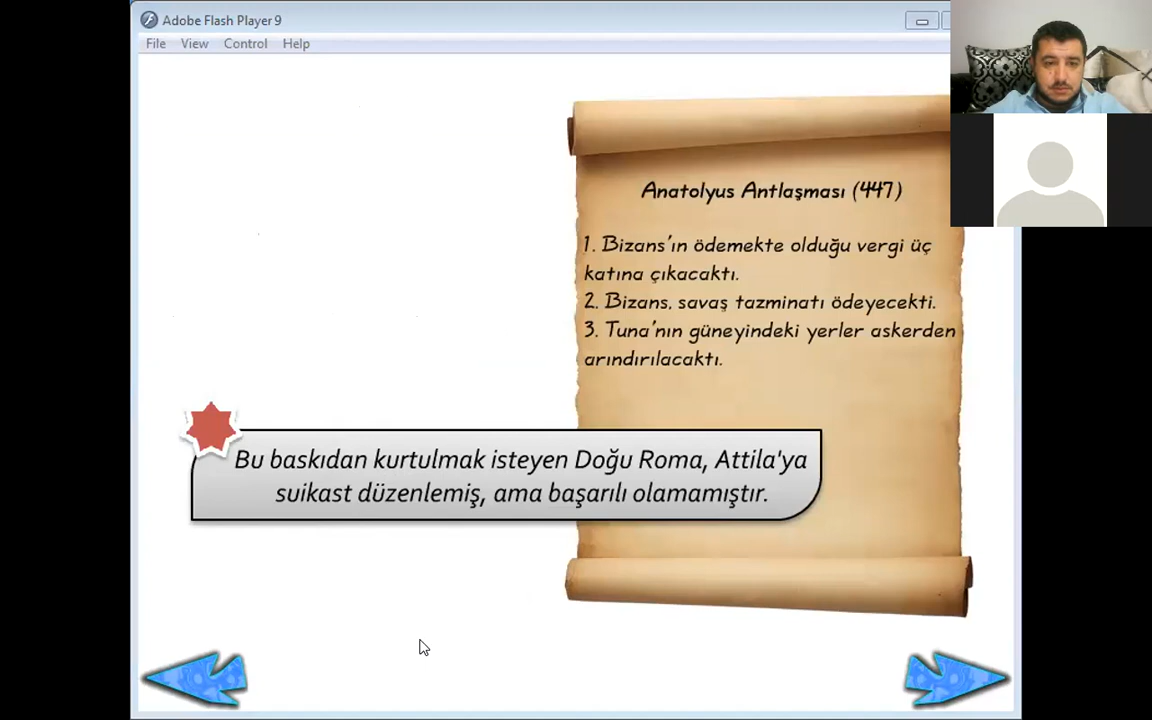 Adobe Flash Player 9
File View Control Help
Anatolyus Antlaşması (447)
1. Bizans'ın ödemekte olduğu vergi üç
katına çıkacaktı.
2. Bizans, savaş tazminatı ödeyecekti.
3. Tuna'nın güneyindeki yerler askerden
arındırılacaktı.
Bu baskıdan kurtulmak isteyen Doğu Roma, Attila'ya
suikast düzenlemiş, ama başarılı olamamıştır.